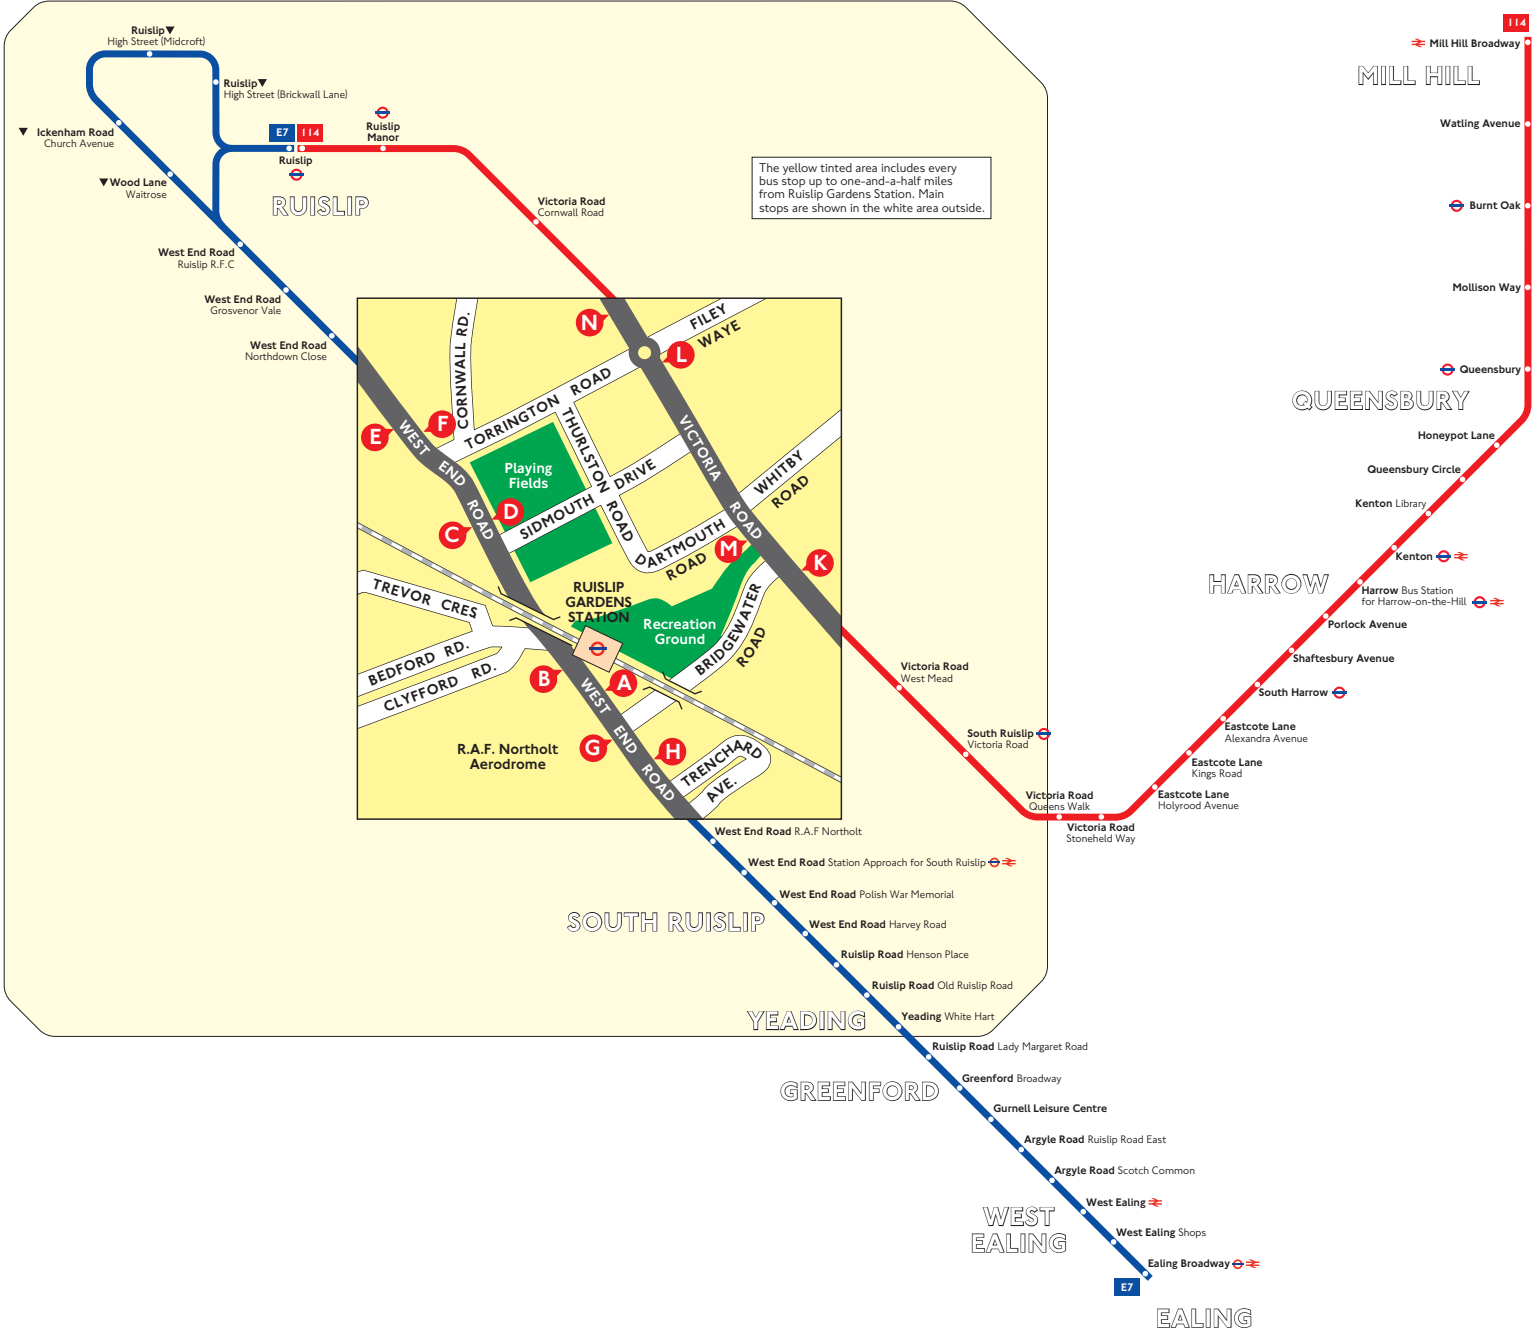 114
Mill Hill Broadway
MILL HILL
Watling Avenue
Burnt Oak
Mollison Way
Queensbury
QUEENSBURY
Honeypot Lane
Queensbury Circle
Kenton Library
Kenton
HARROW
Harrow Bus Station
for Harrow-on-the-Hill
Porlock Avenue
Shaftesbury Avenue
South Harrow
Eastcote Lane
Alexandra Avenue
Eastcote Lane
Kings Road
Eastcote Lane
Holyrood Avenue
Victoria Road
Stoneheld Way
Victoria Road
Queens Walk
South Ruislip
Victoria Road
Victoria Road
West Mead
The yellow tinted area includes every
bus stop up to one-and-a-half miles
from Ruislip Gardens Station. Main
stops are shown in the white area outside.
Ruislip▼
High Street (Midcroft)
Ruislip▼
High Street (Brickwall Lane)
▼ Ickenham Road
Church Avenue
▼Wood Lane
Waitrose
E7
114
Ruislip
Ruislip
Manor
RUISLIP
Victoria Road
Cornwall Road
West End Road
Ruislip R.F.C
West End Road
Grosvenor Vale
West End Road
Northdown Close
N
L
FILEY
WAYE
CORNWALL RD.
TORRINGTON ROAD
E
F
WEST END ROAD
THURLSTON ROAD
VICTORIA ROAD
Playing
Fields
C
D
SIDMOUTH DRIVE
WHITBY
ROAD
DARTMOUTH
ROAD
M
K
TREVOR CRES
RUISLIP
GARDENS
STATION
Recreation
Ground
BRIDGEWATER
ROAD
BEDFORD RD.
CLYFFORD RD.
B
A
WEST END ROAD
G
H
R.A.F. Northolt
Aerodrome
TRENCHARD
AVE.
West End Road R.A.F Northolt
West End Road Station Approach for South Ruislip
West End Road Polish War Memorial
SOUTH RUISLIP
West End Road Harvey Road
Ruislip Road Henson Place
Ruislip Road Old Ruislip Road
YEADING
Yeading White Hart
Ruislip Road Lady Margaret Road
GREENFORD
Greenford Broadway
Gurnell Leisure Centre
Argyle Road Ruislip Road East
Argyle Road Scotch Common
West Ealing
WEST
EALING
West Ealing Shops
Ealing Broadway
E7
EALING